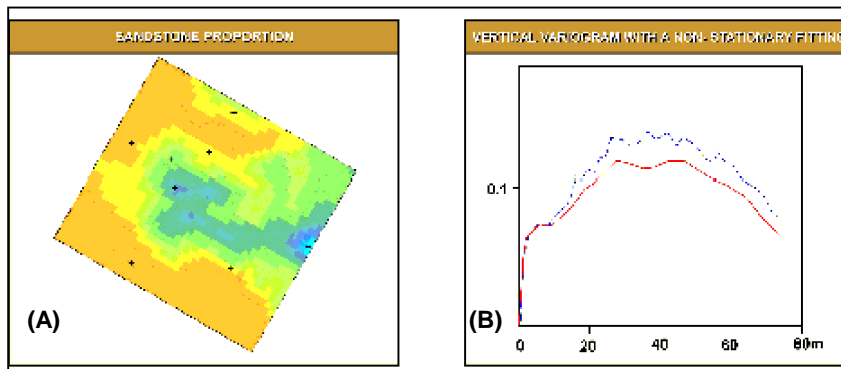 SANDSTONE PROPORTION
(A)
VERTICAL VARIOGRAM WITH A NON-STATIONARY FITTING
0.1
(B)
0 20 40 60 80m